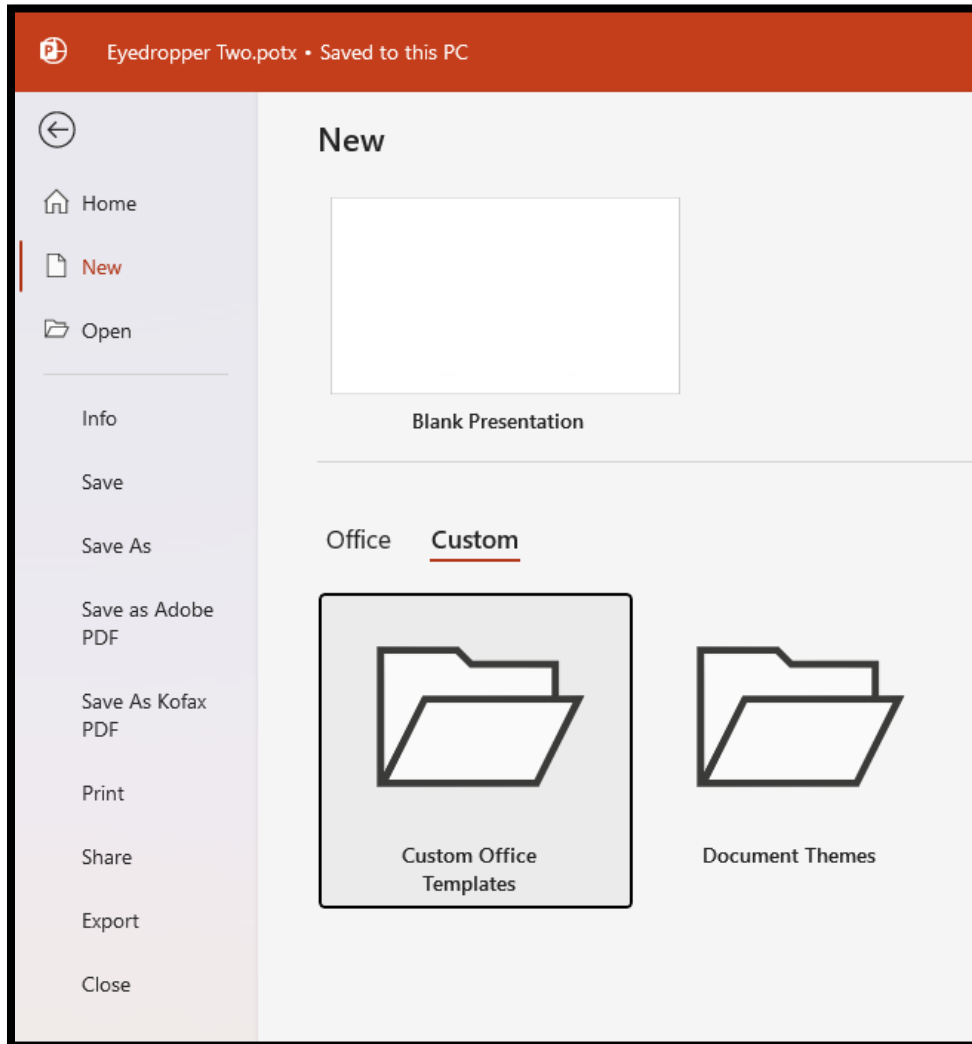 Eyedropper Two.potx • Saved to this PC
New
Home
New
Open
Blank Presentation
Info
Save
Save As
Office Custom
Save as Adobe
PDF
Save As Kofax
PDF
Print
Share
Custom Office
Templates
Document Themes
Export
Close